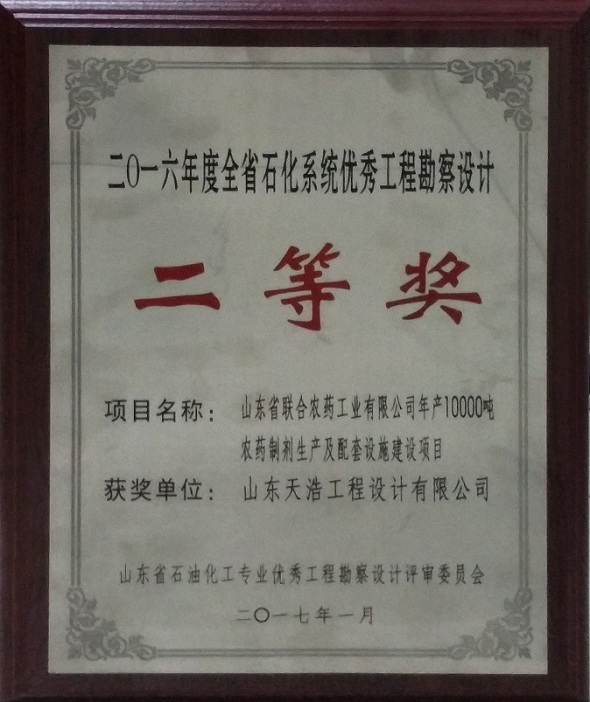 二〇一六年度全省石化系统优秀工程勘察设计
二等奖
项目名称：山东省联合农药工业有限公司年产10000吨
农药制剂生产及配套设施建设项目
获奖单位：山东天浩工程设计有限公司
山东省石油化工专业优秀工程勘察设计评审委员会
二〇一七年一月